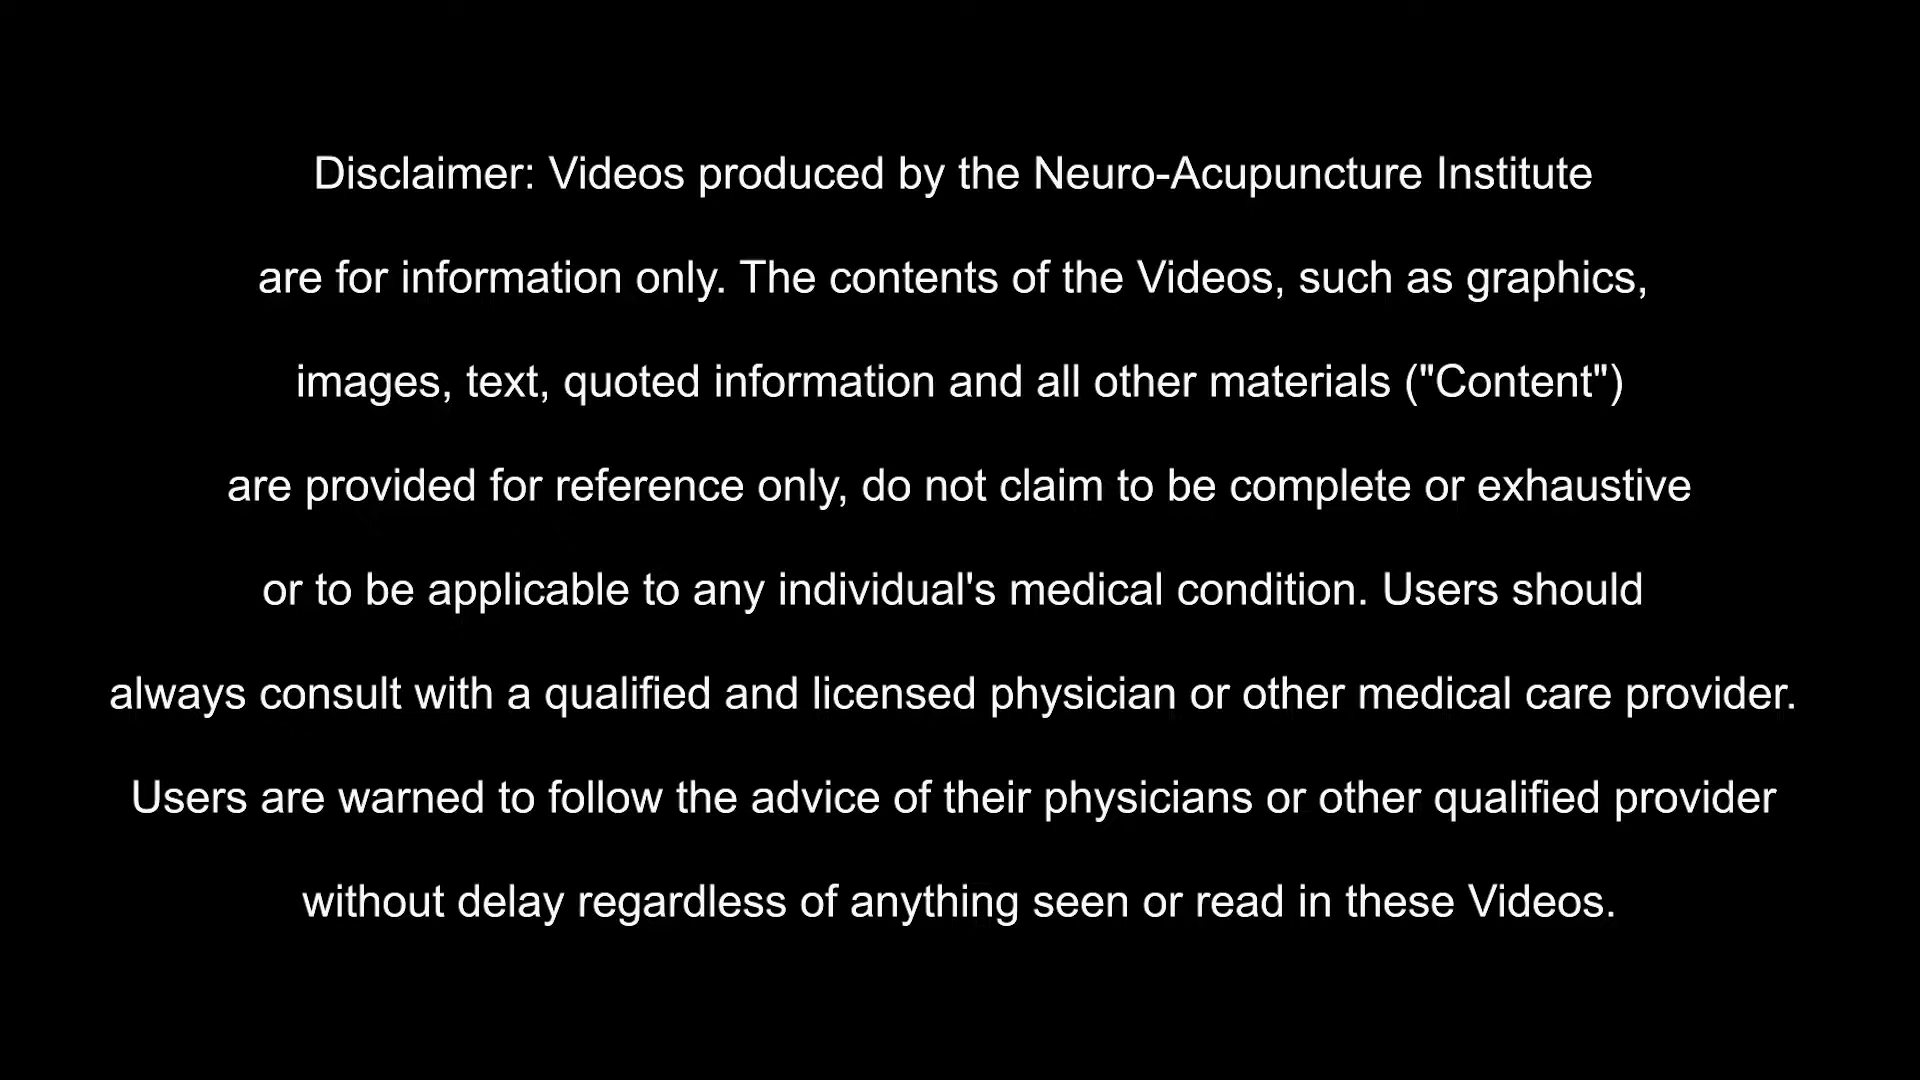 Disclaimer: Videos produced by the Neuro-Acupuncture Institute
are for information only. The contents of the Videos, such as graphics,
images, text, quoted information and all other materials ("Content")
are provided for reference only, do not claim to be complete or exhaustive
or to be applicable to any individual's medical condition. Users should
always consult with a qualified and licensed physician or other medical care provider.
Users are warned to follow the advice of their physicians or other qualified provider
without delay regardless of anything seen or read in these Videos.